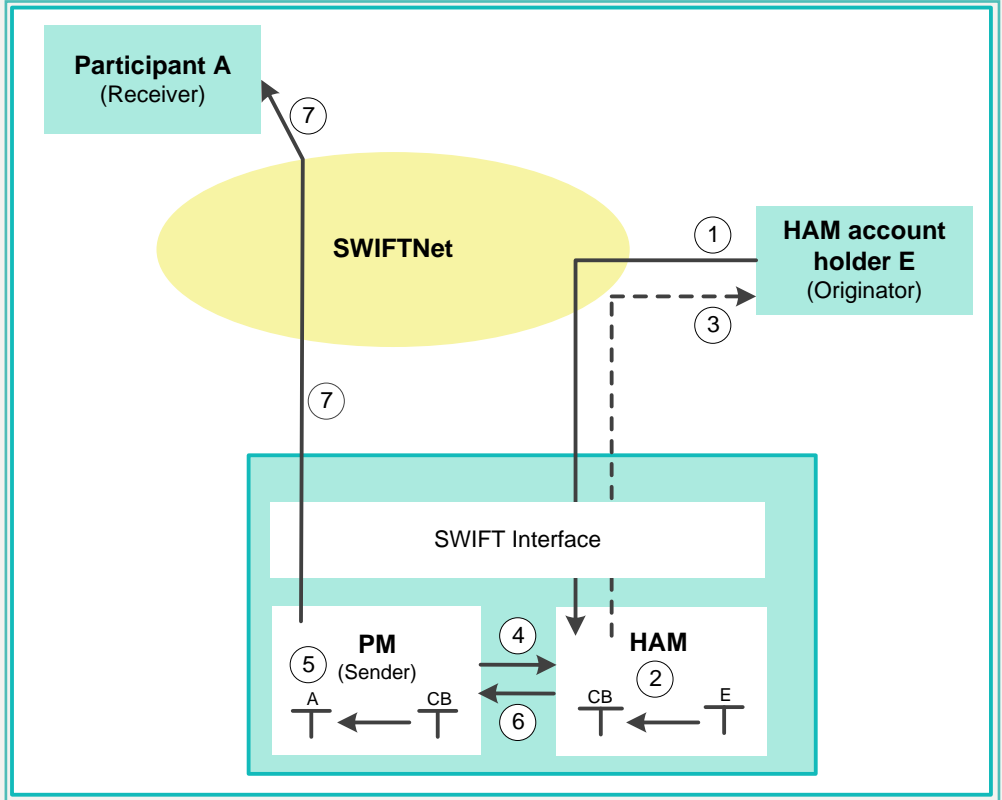 Participant A
(Receiver)
7
SWIFTNet
1
HAM account
holder E
(Originator)
3
7
SWIFT Interface
PM
(Sender)
5
A
CB
4
6
HAM
2
CB
E